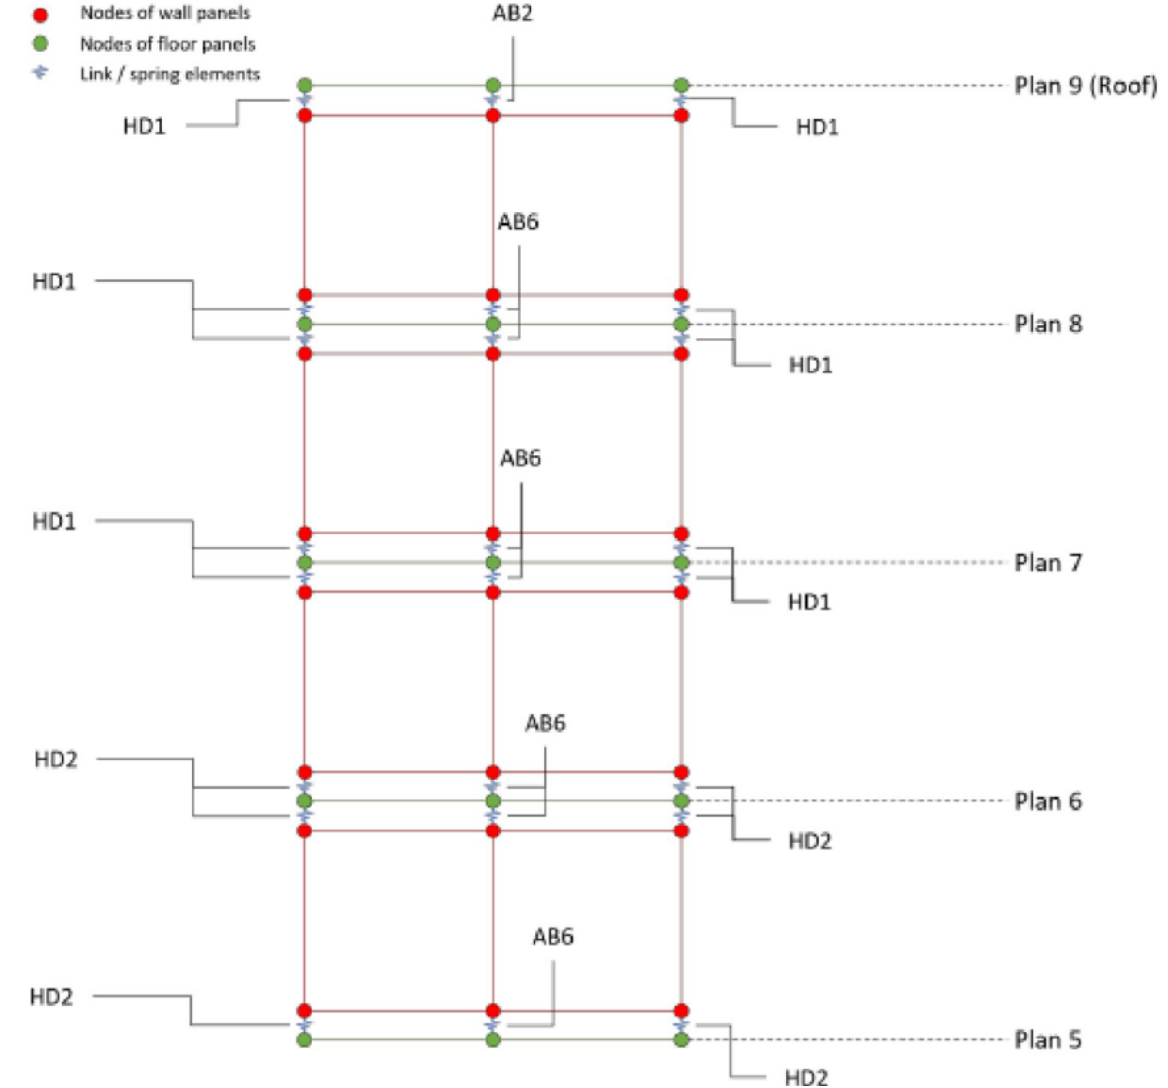 Nodes of wall panels
AB2
Nodes of floor panels
Link / spring elements
Plan 9 (Roof)
HD1
HD1
AB6
HD1
Plan 8
HD1
AB6
HD1
Plan 7
HD1
AB6
HD2
Plan 6
HD2
AB6
HD2
Plan 5
HD2